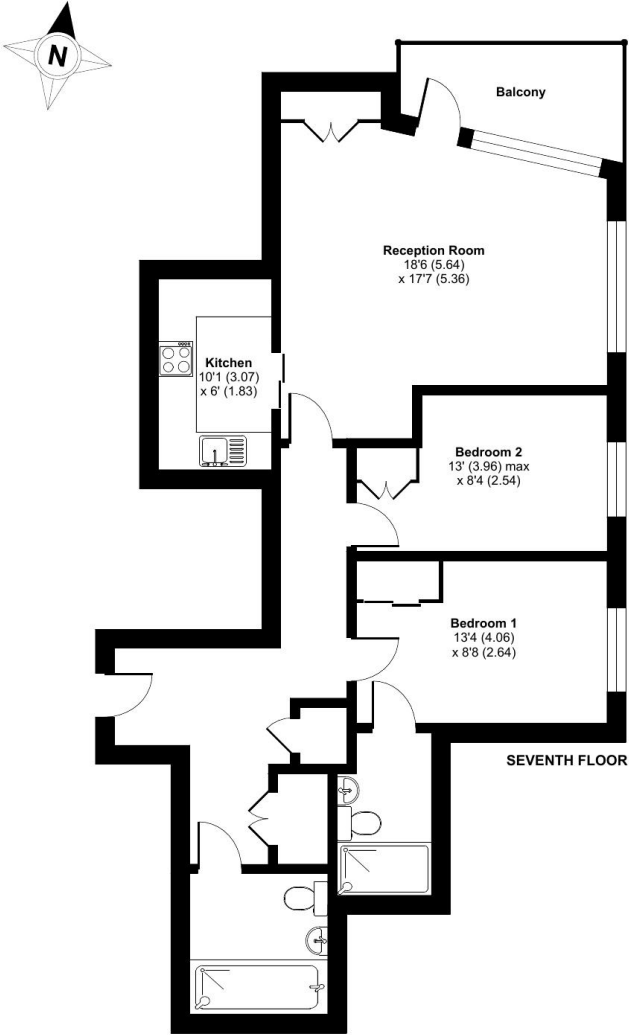 N
Balcony
Reception Room
18'6 (5.64)
x 17'7 (5.36)
Kitchen
10'1 (3.07)
x 6' (1.83)
Bedroom 2
13' (3.96) max
x 8'4 (2.54)
Bedroom 1
13'4 (4.06)
x 8'8 (2.64)
SEVENTH FLOOR